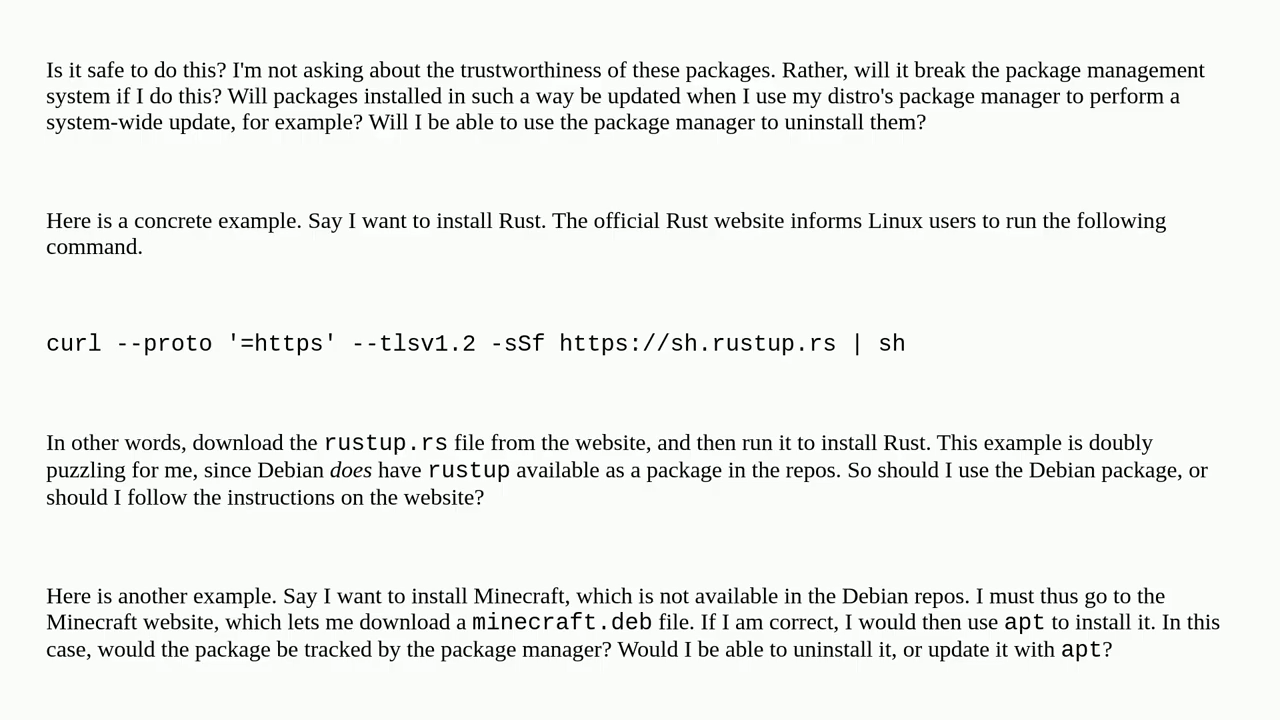 Is it safe to do this? I'm not asking about the trustworthiness of these packages. Rather, will it break the package management
system if I do this? Will packages installed in such a way be updated when I use my distro's package manager to perform a
system-wide update, for example? Will I be able to use the package manager to uninstall them?
Here is a concrete example. Say I want to install Rust. The official Rust website informs Linux users to run the following
command.
curl --proto '=https' --tlsv1.2 -sSf https://sh.rustup.rs | sh
In other words, download the rustup.rs file from the website, and then run it to install Rust. This example is doubly
puzzling for me, since Debian does have rustup available as a package in the repos. So should I use the Debian package, or
should I follow the instructions on the website?
Here is another example. Say I want to install Minecraft, which is not available in the Debian repos. I must thus go to the
Minecraft website, which lets me download a minecraft.deb file. If I am correct, I would then use apt to install it. In this
case, would the package be tracked by the package manager? Would I be able to uninstall it, or update it with apt?